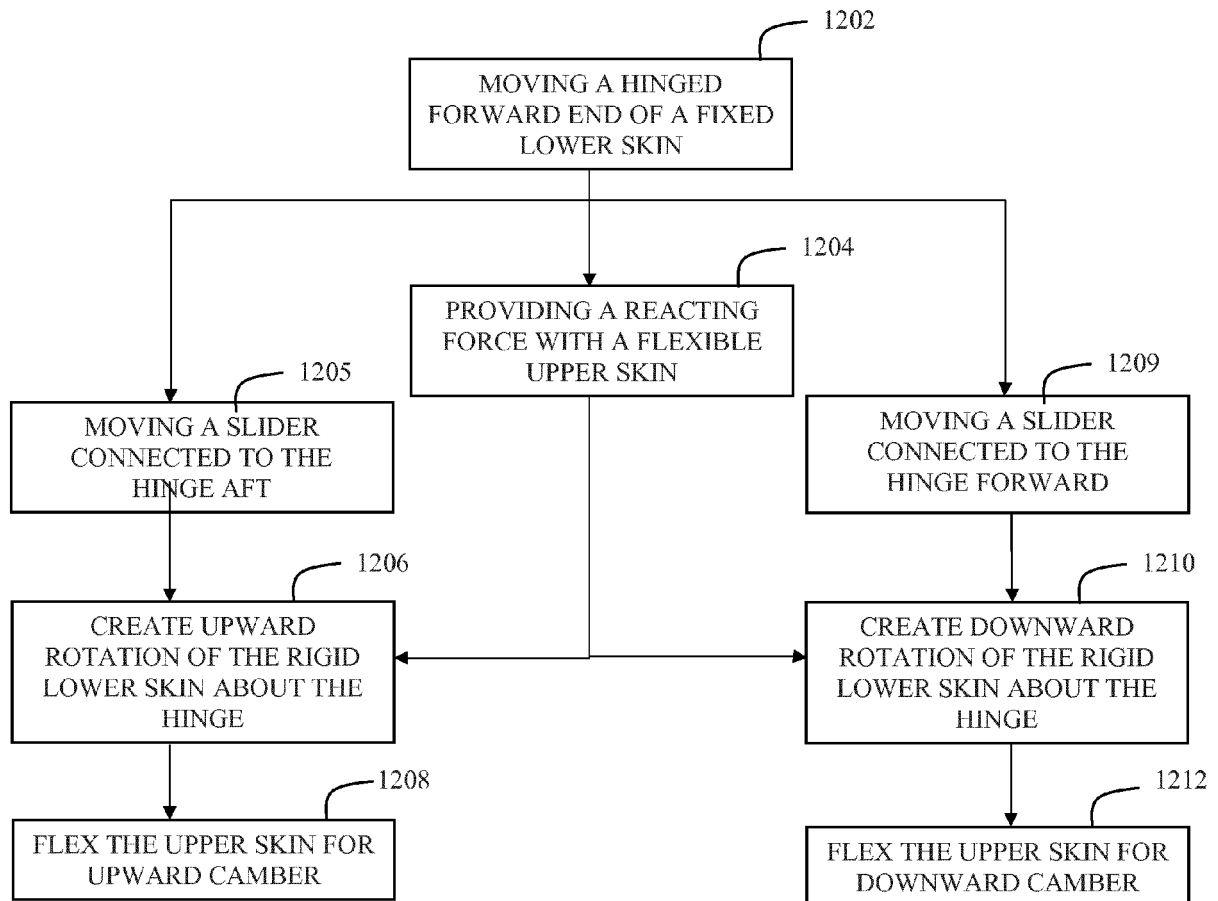 1202
MOVING A HINGED
FORWARD END OF A FIXED
LOWER SKIN
1204
PROVIDING A REACTING
FORCE WITH A FLEXIBLE
UPPER SKIN
1205
MOVING A SLIDER
CONNECTED TO THE
HINGE AFT
1209
MOVING A SLIDER
CONNECTED TO THE
HINGE FORWARD
1206
CREATE UPWARD
ROTATION OF THE RIGID
LOWER SKIN ABOUT THE
HINGE
1210
CREATE DOWNWARD
ROTATION OF THE RIGID
LOWER SKIN ABOUT THE
HINGE
1208
FLEX THE UPPER SKIN FOR
UPWARD CAMBER
1212
FLEX THE UPPER SKIN FOR
DOWNWARD CAMBER